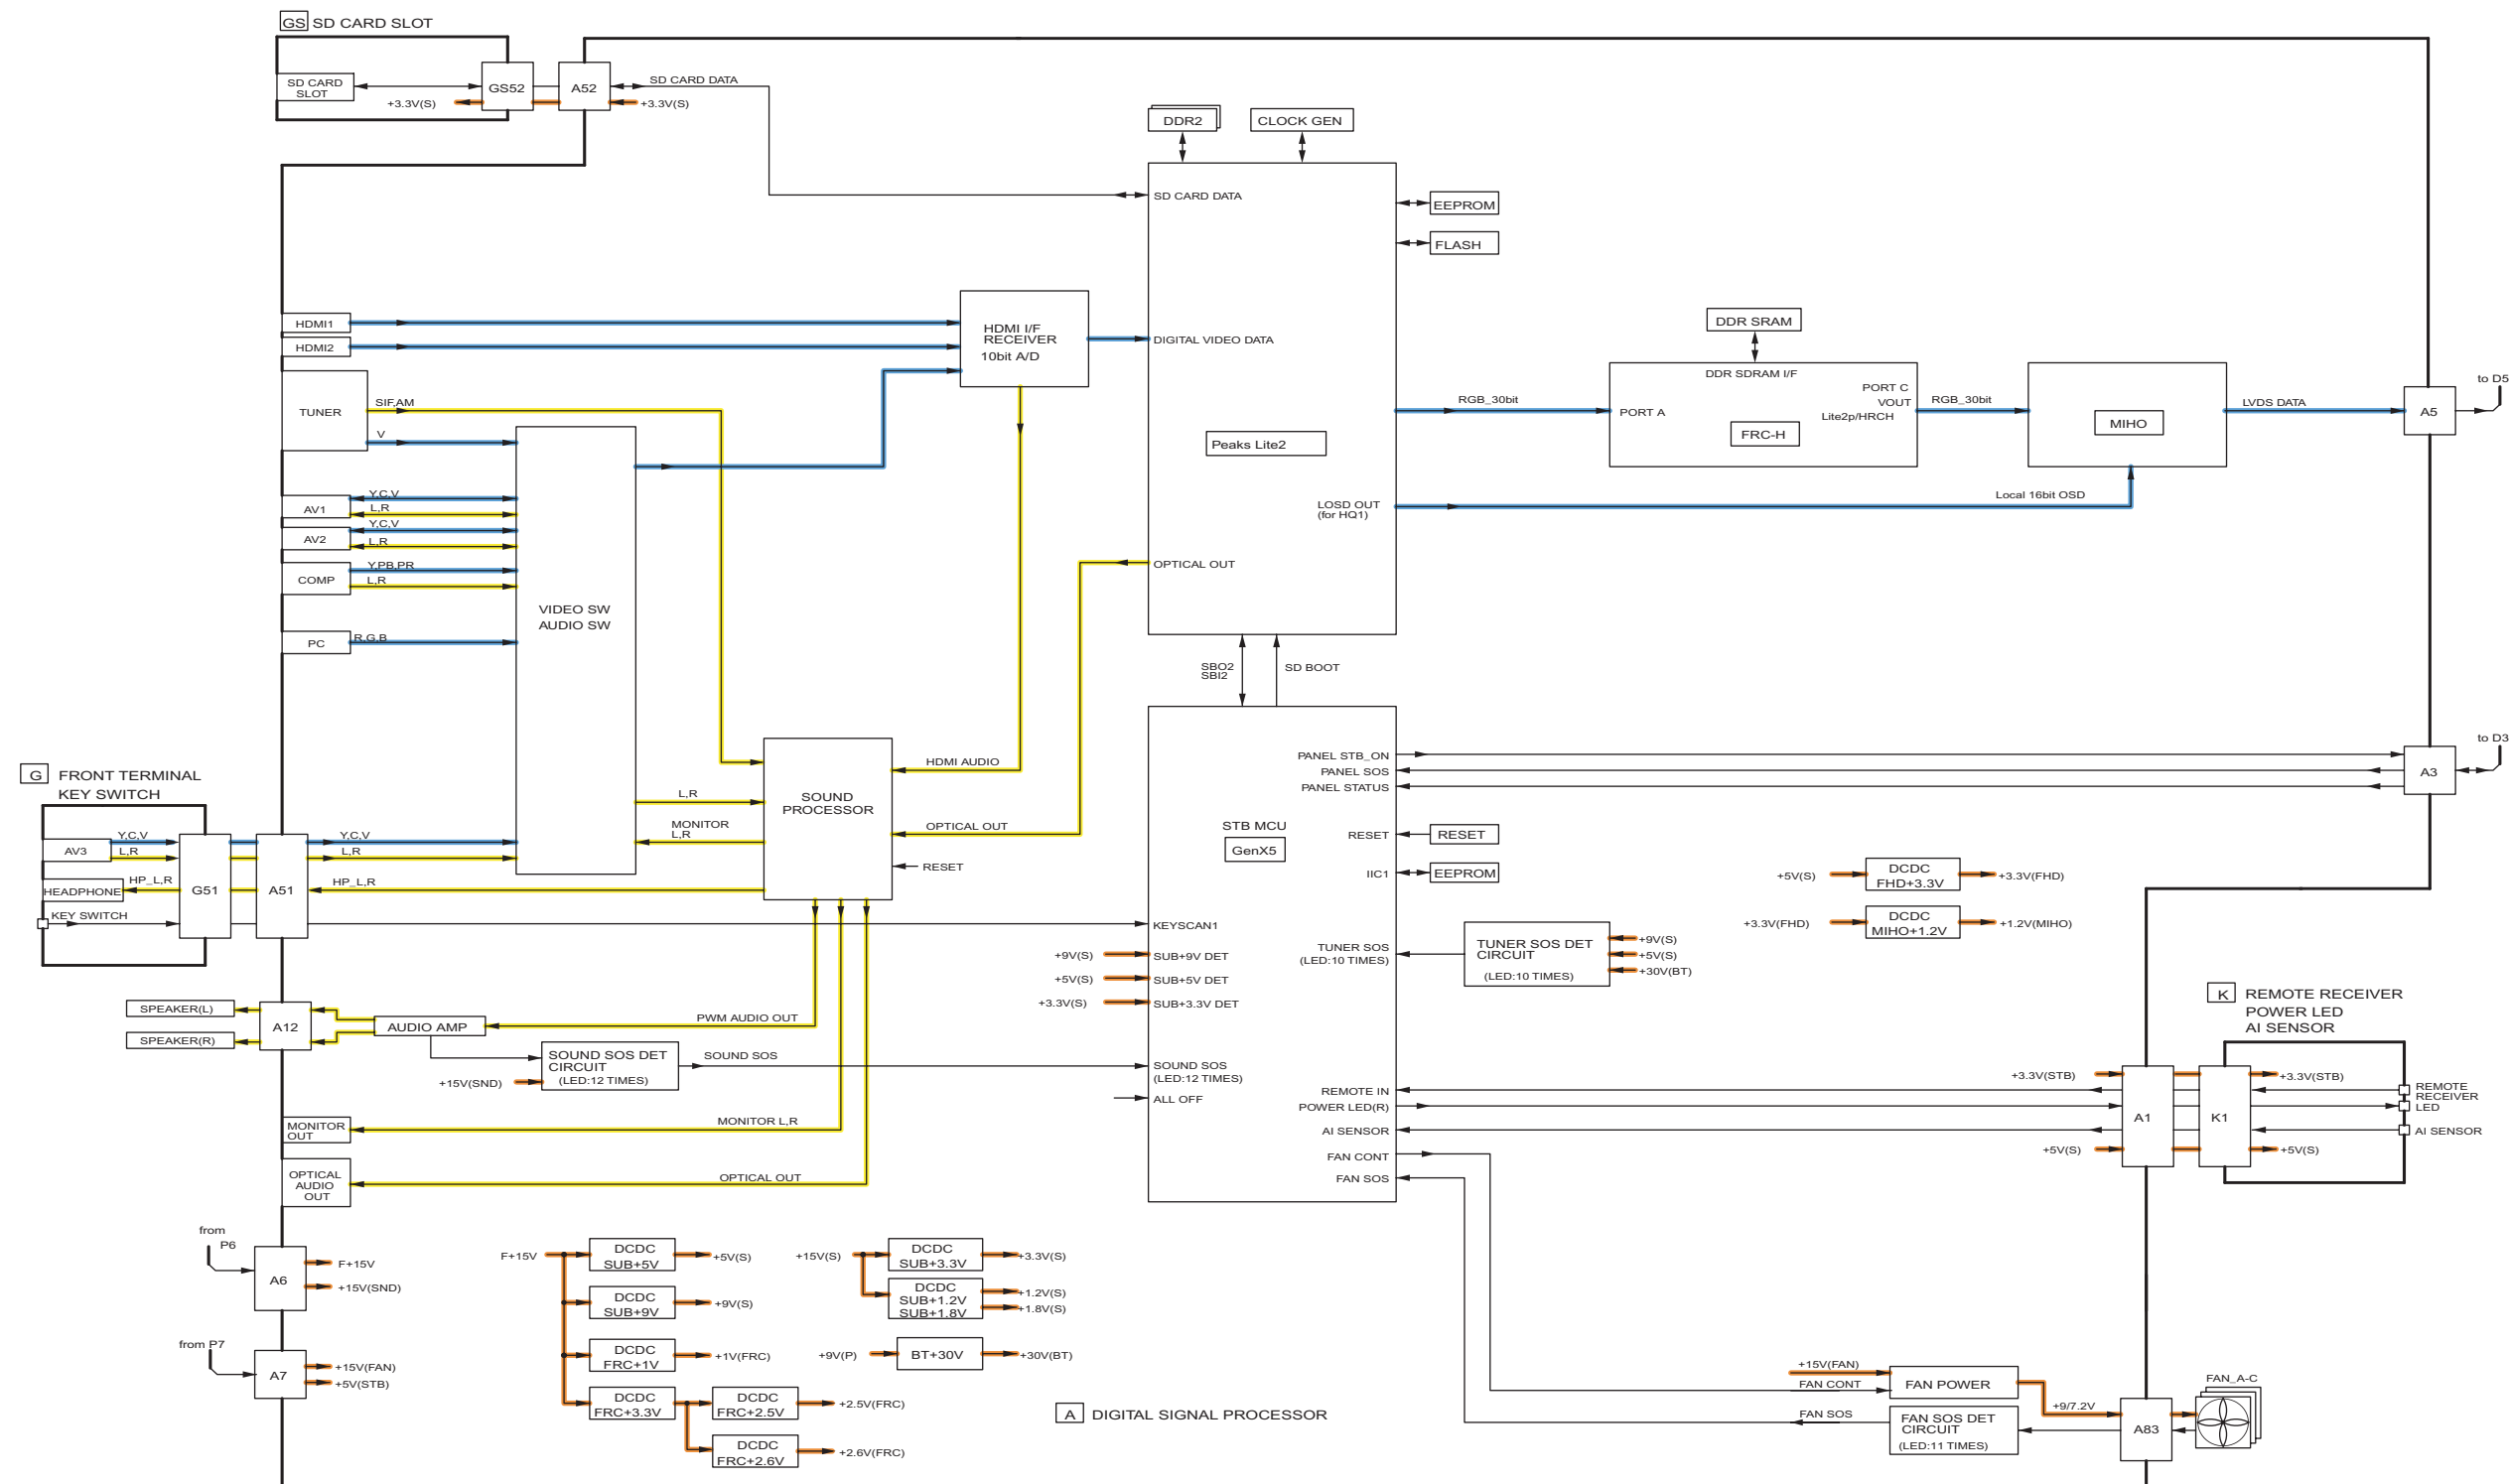 GS SD CARD SLOT
SD CARD
SLOT
+3.3V(S)
GS52
A52
SD CARD DATA
+3.3V(S)
DDR2
CLOCK GEN
SD CARD DATA
EEPROM
FLASH
HDMI1
HDMI2
HDMI I/F
RECEIVER
10bit A/D
DIGITAL VIDEO DATA
DDR SRAM
DDR SDRAM I/F
PORT C
VOUT
Lite2p/HRCH
PORT A
FRC-H
RGB_30bit
RGB_30bit
MIHO
LVDS DATA
A5
to D5
TUNER
SIF,AM
V
Peaks Lite2
LOSD OUT
(for HQ1)
Local 16bit OSD
AV1
Y,C,V
L,R
AV2
Y,C,V
L,R
COMP
Y,PB,PR
L,R
PC
R,G,B
VIDEO SW
AUDIO SW
OPTICAL OUT
SBO2
SBI2
SD BOOT
G FRONT TERMINAL
KEY SWITCH
AV3
Y,C,V
L,R
HEADPHONE
HP_L,R
KEY SWITCH
G51
A51
Y,C,V
L,R
HP_L,R
L,R
MONITOR
L,R
SOUND
PROCESSOR
HDMI AUDIO
OPTICAL OUT
RESET
STB MCU
GenX5
PANEL STB_ON
PANEL SOS
PANEL STATUS
A3
to D3
RESET
RESET
IIC1
EEPROM
KEYSCAN1
+9V(S)
SUB+9V DET
+5V(S)
SUB+5V DET
+3.3V(S)
SUB+3.3V DET
TUNER SOS
(LED:10 TIMES)
TUNER SOS DET
CIRCUIT
(LED:10 TIMES)
+9V(S)
+5V(S)
+30V(BT)
+5V(S)
DCDC
FHD+3.3V
+3.3V(FHD)
+3.3V(FHD)
DCDC
MIHO+1.2V
+1.2V(MIHO)
SPEAKER(L)
SPEAKER(R)
A12
AUDIO AMP
PWM AUDIO OUT
SOUND SOS DET
CIRCUIT
(LED:12 TIMES)
+15V(SND)
SOUND SOS
SOUND SOS
(LED:12 TIMES)
ALL OFF
REMOTE IN
POWER LED(R)
AI SENSOR
FAN CONT
FAN SOS
K REMOTE RECEIVER
POWER LED
AI SENSOR
+3.3V(STB)
+5V(S)
A1
K1
+3.3V(STB)
+5V(S)
REMOTE
RECEIVER
LED
AI SENSOR
MONITOR
OUT
MONITOR L,R
OPTICAL
AUDIO
OUT
OPTICAL OUT
from
P6
A6
F+15V
+15V(SND)
from P7
A7
+15V(FAN)
+5V(STB)
F+15V
DCDC
SUB+5V
+5V(S)
DCDC
SUB+9V
+9V(S)
DCDC
FRC+1V
+1V(FRC)
DCDC
FRC+3.3V
DCDC
FRC+2.5V
+2.5V(FRC)
DCDC
FRC+2.6V
+2.6V(FRC)
+15V(S)
DCDC
SUB+3.3V
+3.3V(S)
DCDC
SUB+1.2V
SUB+1.8V
+1.2V(S)
+1.8V(S)
+9V(P)
BT+30V
+30V(BT)
A DIGITAL SIGNAL PROCESSOR
+15V(FAN)
FAN CONT
FAN POWER
+9/7.2V
FAN SOS
FAN SOS DET
CIRCUIT
(LED:11 TIMES)
A83
FAN_A-C